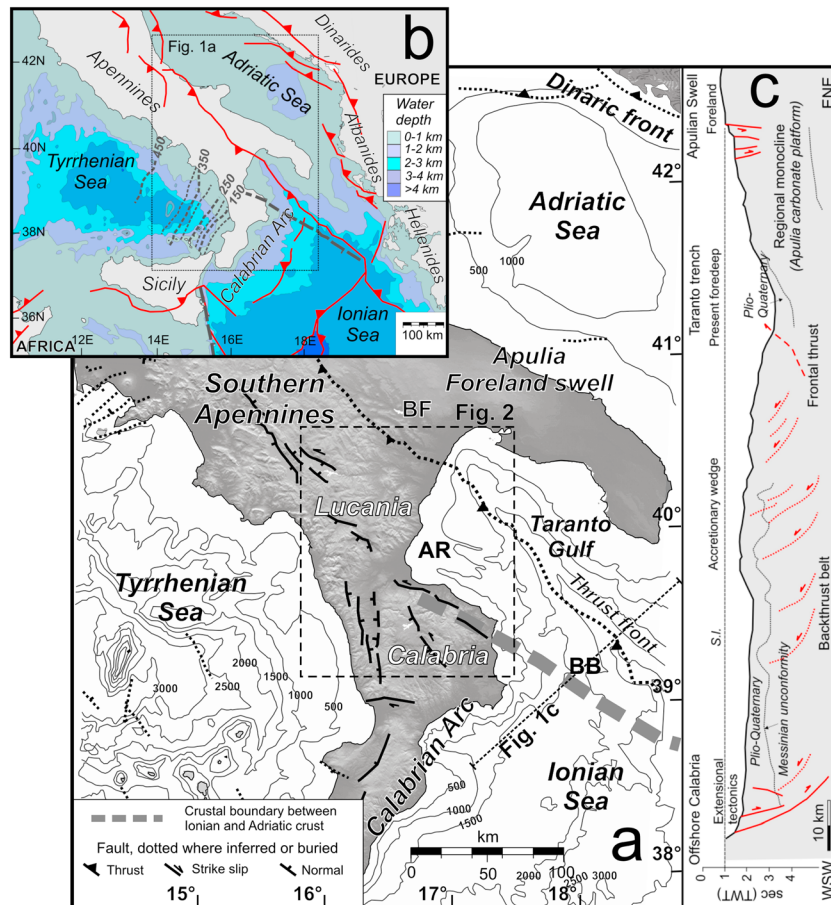 b
Fig. 1a
42N
40N
38N
36N
12E
14E
16E
18E
AFRICA
EUROPE
Apennines
Adriatic
Sea
Dinarides
Albanides
Hellenides
Tyrrhenian
Sea
450
350
250
150
Calabrian Arc
Sicily
Ionian
Sea
Water
depth
0-1 km
1-2 km
2-3 km
3-4 km
>4 km
100 km
Dinaric front
42°
Adriatic
Sea
500
1000
41°
Apulia
Foreland swell
Southern
Apennines
BF
Fig. 2
Lucania
40°
AR
Taranto
Gulf
Thrust front
Tyrrhenian
Sea
3000
2000
2500
1500
1000
500
Calabria
BB
39°
Fig. 1c
Calabrian Arc
Ionian
Sea
500
1000
1500
a
km
0
50
100
2000
2500
3000
38°
Crustal boundary between
Ionian and Adriatic crust
Fault, dotted where inferred or buried
Thrust
Strike slip
Normal
15°
16°
17°
18°
c
ENE
Apulian Swell
Foreland
Regional monocline
(Apulia carbonate platform)
Taranto trench
Present foredeep
Plio-
Quaternary
Frontal thrust
Accretionary wedge
S.l.
Backthrust belt
Plio-Quaternary
Messinian unconformity
Offshore Calabria
Extensional
tectonics
10 km
0
1
2
3
4
sec (TWT)
WSW